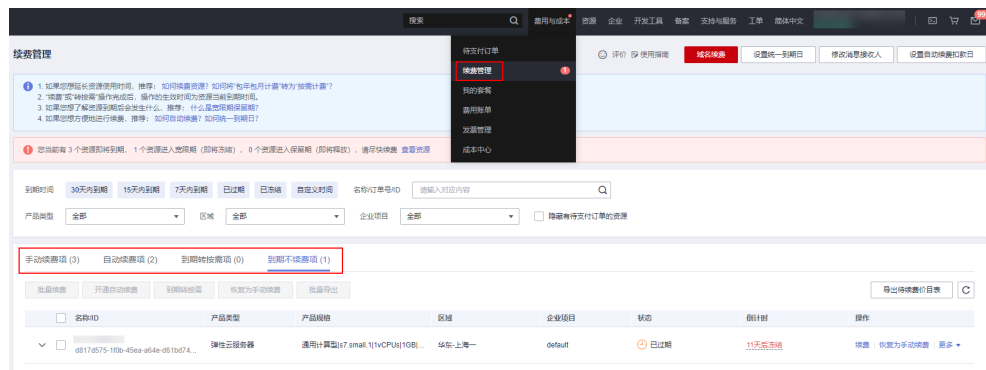 搜索 费用与成本 资源 企业 开发工具 备案 支持与服务 工单 简体中文 99
续费管理
待支付订单
续费管理 1
我的套餐
费用账单
发票管理
成本中心
评价 使用指南 域名续费 设置统一到期日 修改消息接收人 设置自动续费扣款日
1. 如果您想延长资源使用时间，推荐： 如何续费资源? 如何将“包年包月计费”转为“按需计费”?
2. “续费”或“转按需”操作完成后，操作的生效时间为资源当前到期时间。
3. 如果您想了解资源到期后会发生什么，推荐： 什么是宽限期保留期?
4. 如果您想方便地进行续费，推荐： 如何自动续费? 如何统一到期日?
您当前有 3 个资源即将到期， 1 个资源进入宽限期（即将冻结）， 0 个资源进入保留期（即将释放），请尽快续费 查看资源
到期时间 30天内到期 15天内到期 7天内到期 已过期 已冻结 自定义时间 名称/订单号/ID 请输入对应内容
产品类型 全部 区域 全部 企业项目 全部 隐藏有待支付订单的资源
手动续费项 (3) 自动续费项 (2) 到期转按需项 (0) 到期不续费项 (1)
批量续费 开通自动续费 到期转按需 恢复为手动续费 批量导出 导出待续费价目表
名称/ID 产品类型 产品规格 区域 企业项目 状态 倒计时 操作
d817d575-1f0b-45ea-a64e-d61bd74... 弹性云服务器 通用计算型|s7.small.1|1vCPUs|1GB|... 华东-上海一 default 已过期 11天后冻结 续费 恢复为手动续费 更多